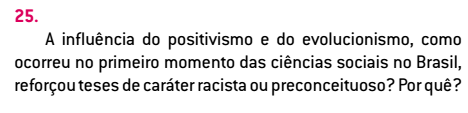 25.
A influência do positivismo e do evolucionismo, como
ocorreu no primeiro momento das ciências sociais no Brasil,
reforçou teses de caráter racista ou preconceituoso? Por quê?